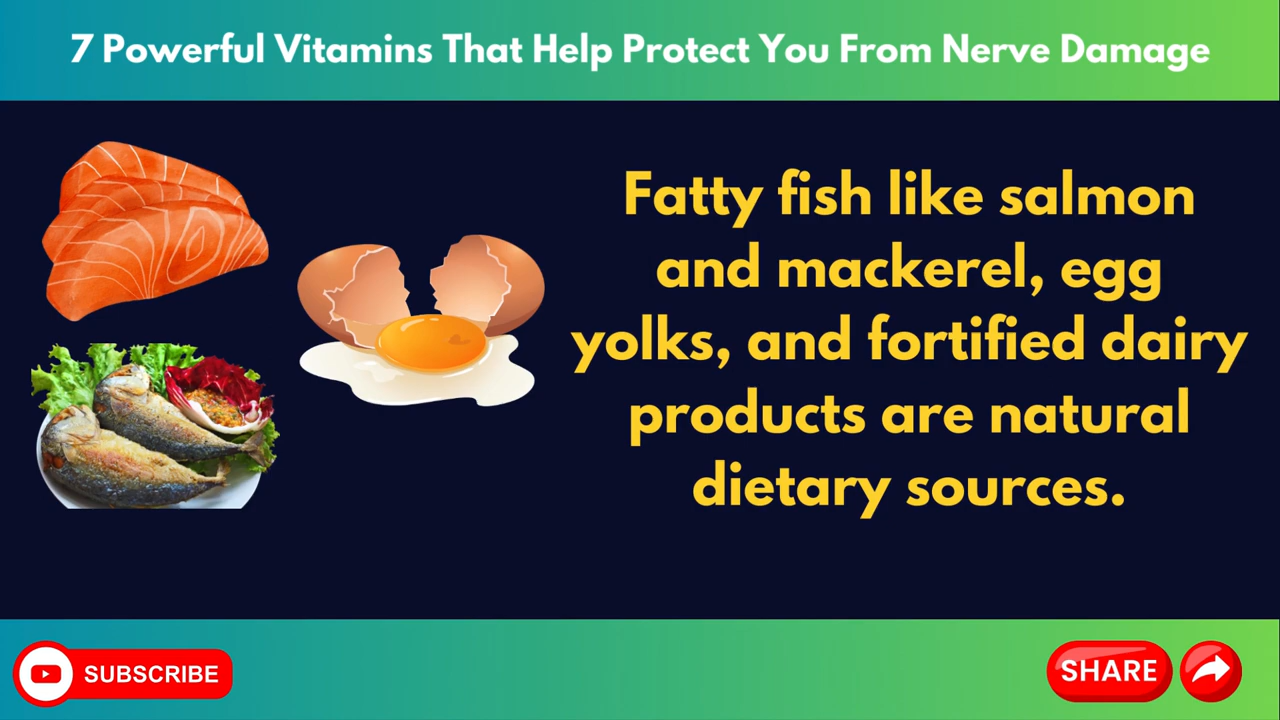 7 Powerful Vitamins That Help Protect You From Nerve Damage
Fatty fish like salmon
and mackerel, egg
yolks, and fortified dairy
products are natural
dietary sources.
SUBSCRIBE
SHARE